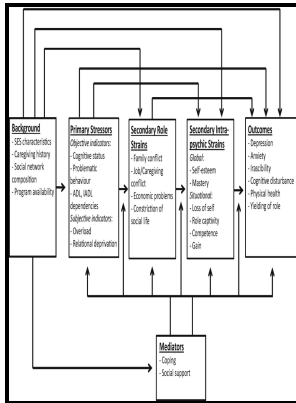 Background
- SES characteristics
- Caregiving history
- Social network
composition
- Program availability
Primary Stressors
Objective indicators:
- Cognitive status
- Problematic
behaviour
- ADL, IADL
dependencies
Subjective indicators:
- Overload
- Relational deprivation
Secondary Role
Strains
- Family conflict
- Job/Caregiving
conflict
- Economic problems
- Constriction of
social life
Secondary Intra-
psychic Strains
Global:
- Self-esteem
- Mastery
Situational:
- Loss of self
- Role captivity
- Competence
- Gain
Outcomes
- Depression
- Anxiety
- Irascibility
- Cognitive disturbance
- Physical health
- Yielding of role
Mediators
- Coping
- Social support